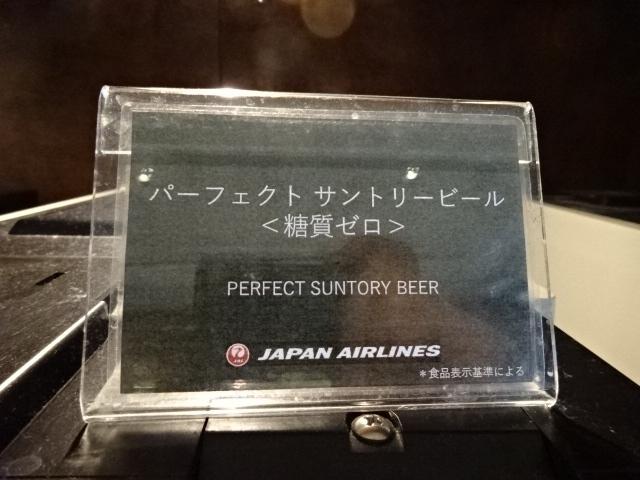 パーフェクト サントリービール
＜糖質ゼロ＞
PERFECT SUNTORY BEER
JAPAN AIRLINES
＊食品表示基準による